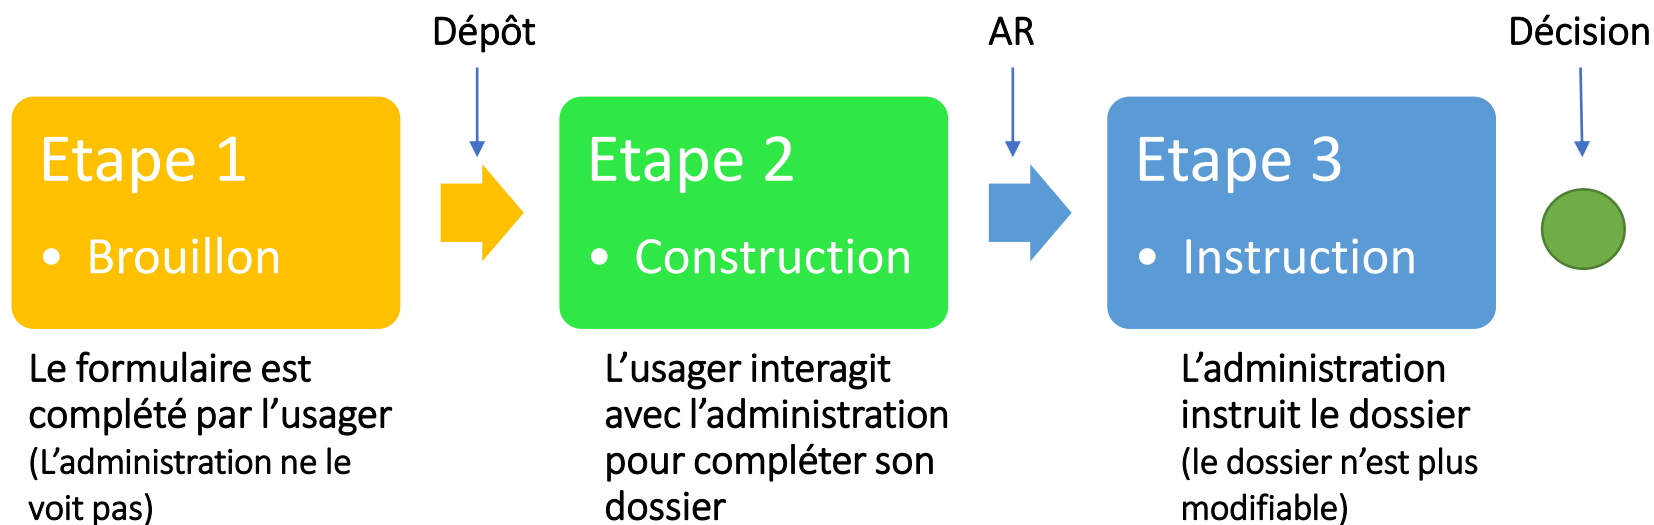 Dépôt
AR
Décision
Etape 1
• Brouillon
Etape 2
• Construction
Etape 3
• Instruction
Le formulaire est
complété par l’usager
(L’administration ne le
voit pas)
L’usager interagit
avec l’administration
pour compléter son
dossier
L’administration
instruit le dossier
(le dossier n’est plus
modifiable)